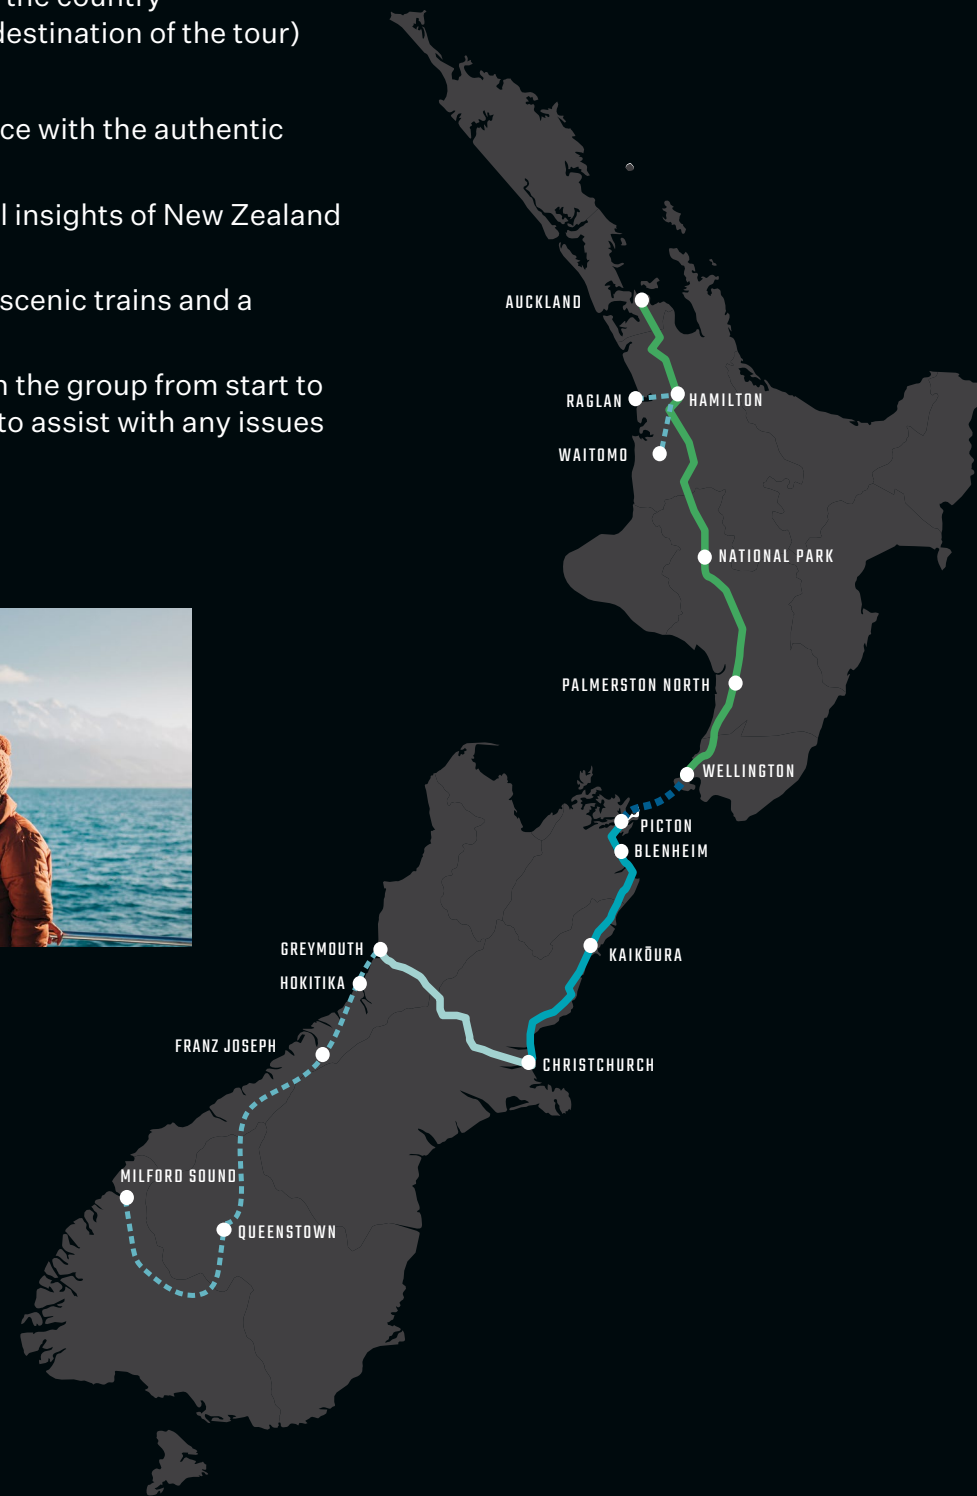 the country
destination of the tour)
ce with the authentic
l insights of New Zealand
scenic trains and a
n the group from start to
to assist with any issues
AUCKLAND
RAGLAN
HAMILTON
WAITOMO
NATIONAL PARK
PALMERSTON NORTH
WELLINGTON
PICTON
BLENHEIM
GREYMOUTH
KAIKŌURA
HOKITIKA
FRANZ JOSEPH
CHRISTCHURCH
MILFORD SOUND
QUEENSTOWN